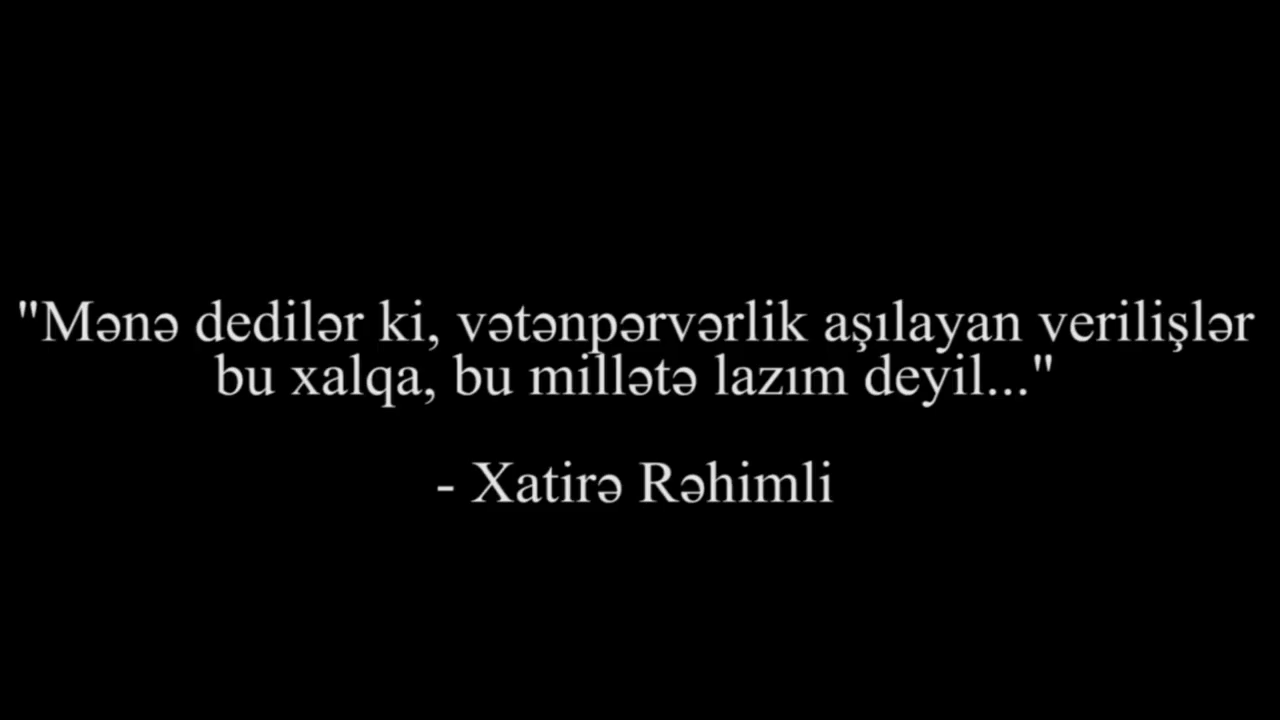 "Mənə dedilər ki, vətənpərvərlik aşılayan verilişlər
bu xalqa, bu millətə lazım deyil..."
- Xatirə Rəhimli